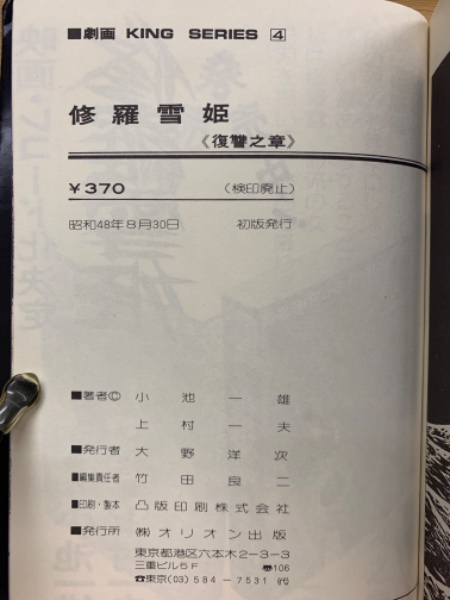 ■劇画 KING SERIES 4
修羅雪姫
《復讐之章》
¥370 (検印廃止)
昭和48年8月30日 初版発行
■著者© 小池一雄
上村一夫
■発行者 大野洋次
■編集責任者 竹田良二
■印刷・製本 凸版印刷株式会社
■発行所 ㈱オリオン出版
東京都港区六本木2-3-3
三重ビル5F 〠106
☎東京(03)584-7531 ㈹